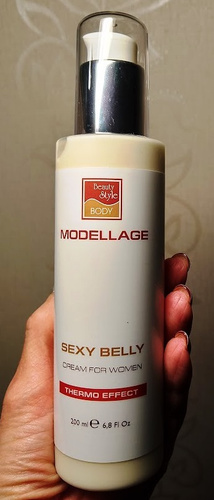 Beauty
Style
BODY
MODELLAGE
SEXY BELLY
CREAM FOR WOMEN
THERMO EFFECT
200 ml e 6,8 Fl Oz